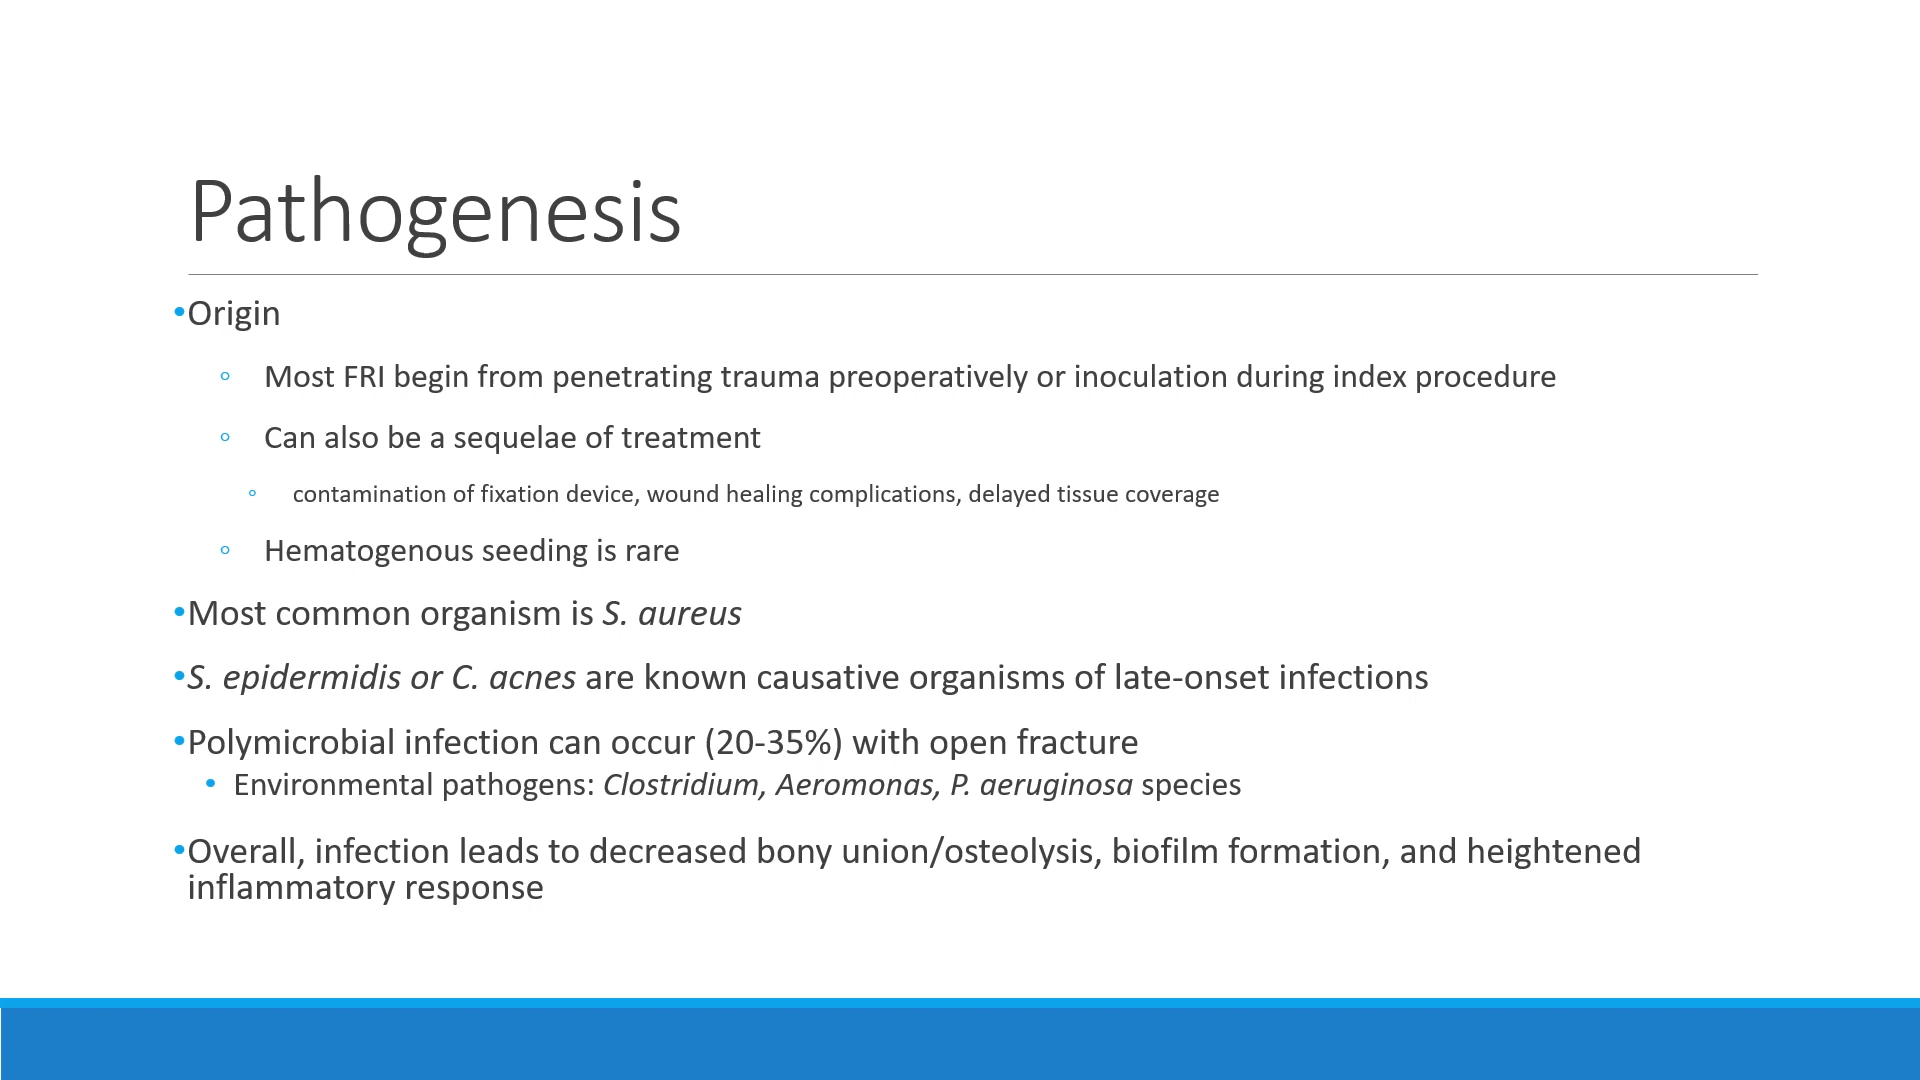 Pathogenesis
•Origin
◦ Most FRI begin from penetrating trauma preoperatively or inoculation during index procedure
◦ Can also be a sequelae of treatment
◦ contamination of fixation device, wound healing complications, delayed tissue coverage
◦ Hematogenous seeding is rare
•Most common organism is S. aureus
•S. epidermidis or C. acnes are known causative organisms of late-onset infections
•Polymicrobial infection can occur (20-35%) with open fracture
• Environmental pathogens: Clostridium, Aeromonas, P. aeruginosa species
•Overall, infection leads to decreased bony union/osteolysis, biofilm formation, and heightened
inflammatory response